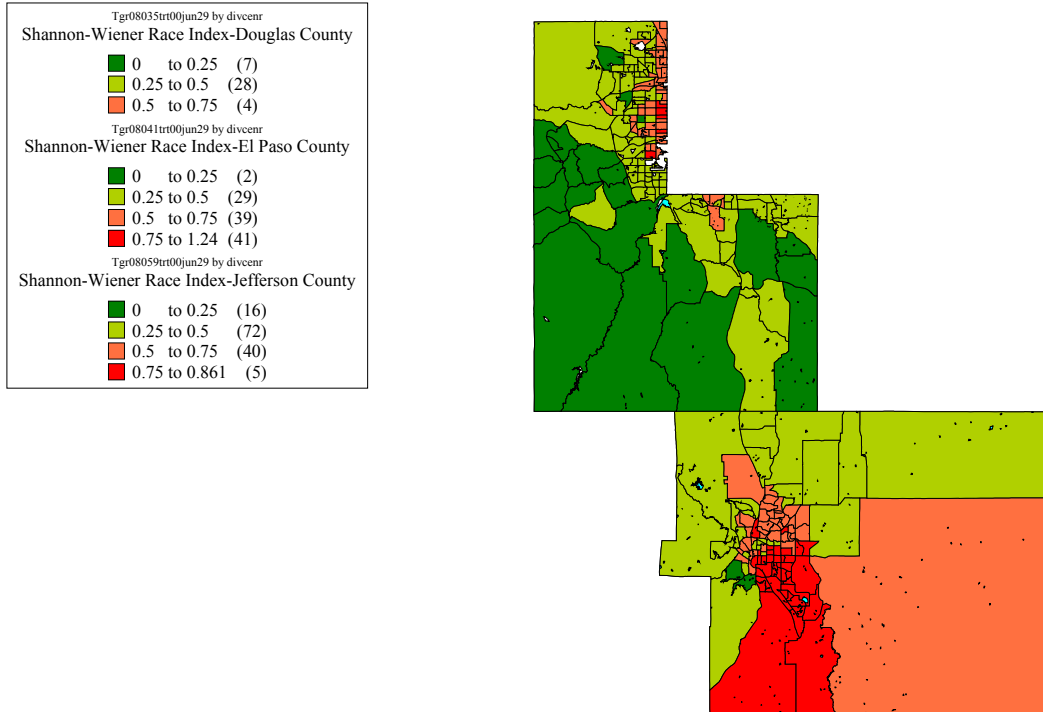 Tgr08035trt00jun29 by divcenr
Shannon-Wiener Race Index-Douglas County
0 to 0.25 (7)
0.25 to 0.5 (28)
0.5 to 0.75 (4)
Tgr08041trt00jun29 by divcenr
Shannon-Wiener Race Index-El Paso County
0 to 0.25 (2)
0.25 to 0.5 (29)
0.5 to 0.75 (39)
0.75 to 1.24 (41)
Tgr08059trt00jun29 by divcenr
Shannon-Wiener Race Index-Jefferson County
0 to 0.25 (16)
0.25 to 0.5 (72)
0.5 to 0.75 (40)
0.75 to 0.861 (5)